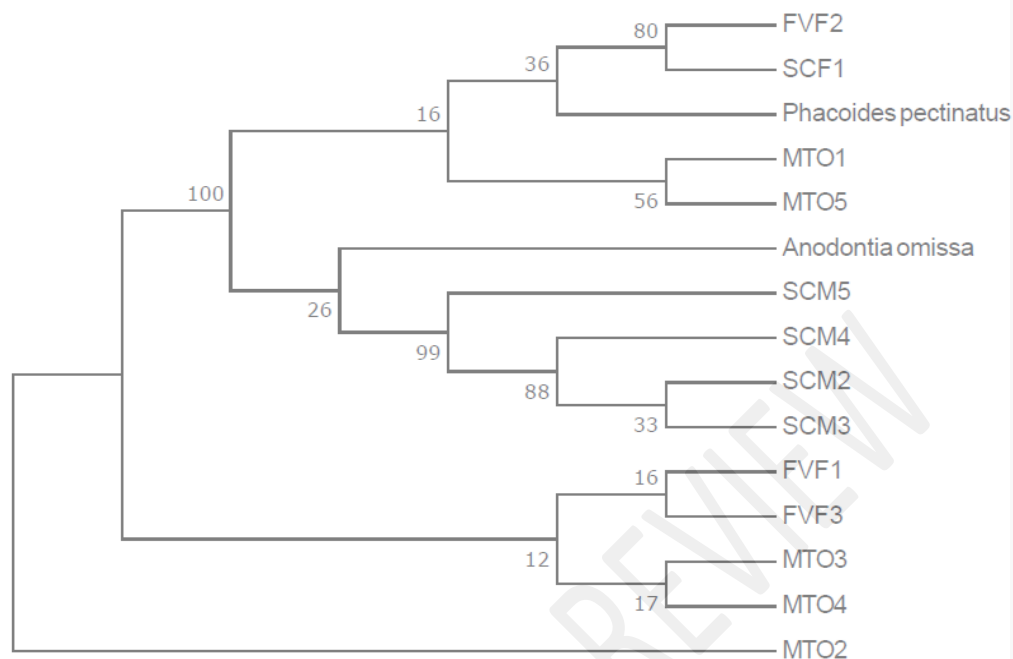 FVF2
80
SCF1
36
Phacoides pectinatus
16
MTO1
100
MTO5
56
Anodontia omissa
SCM5
26
SCM4
99
SCM2
88
SCM3
33
FVF1
16
FVF3
12
MTO3
MTO4
17
MTO2
REVIEW